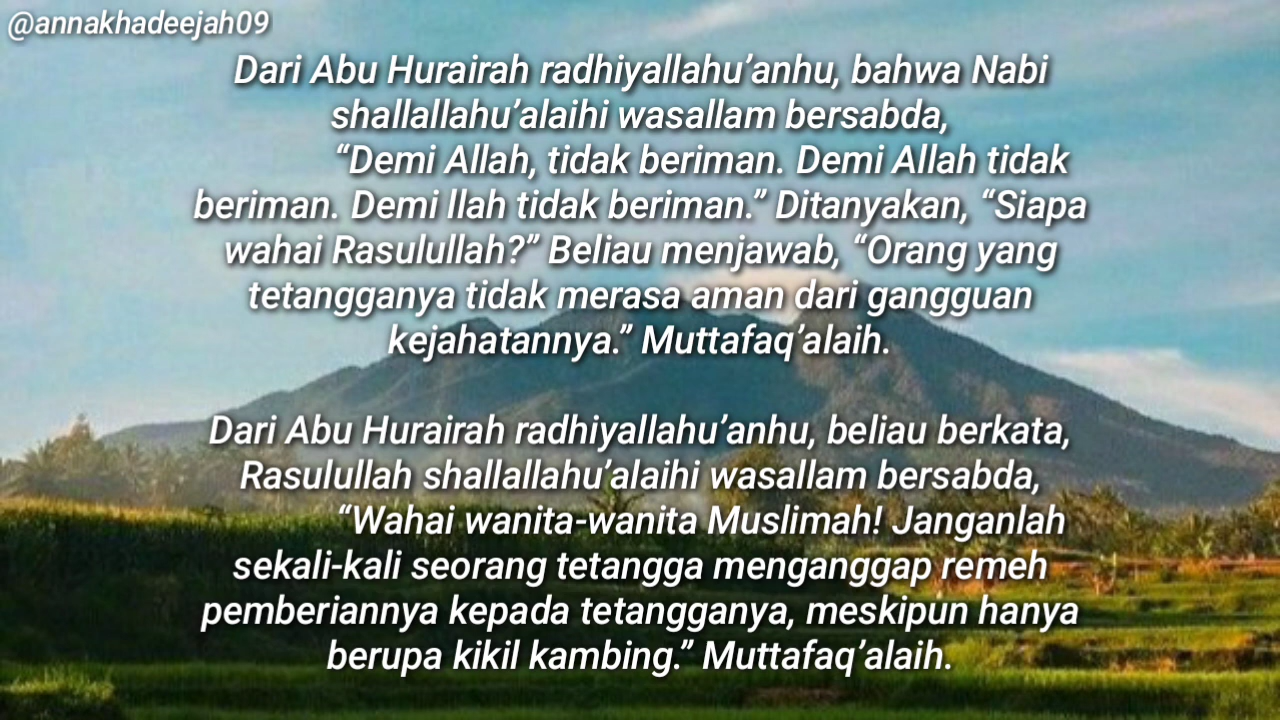 @annakhadeejah09
Dari Abu Hurairah radhiyallahu’anhu, bahwa Nabi
shallallahu’alaihi wasallam bersabda,
“Demi Allah, tidak beriman. Demi Allah tidak
beriman. Demi llah tidak beriman.” Ditanyakan, “Siapa
wahai Rasulullah?” Beliau menjawab, “Orang yang
tetangganya tidak merasa aman dari gangguan
kejahatannya.” Muttafaq’alaih.
Dari Abu Hurairah radhiyallahu’anhu, beliau berkata,
Rasulullah shallallahu’alaihi wasallam bersabda,
“Wahai wanita-wanita Muslimah! Janganlah
sekali-kali seorang tetangga menganggap remeh
pemberiannya kepada tetangganya, meskipun hanya
berupa kikil kambing.” Muttafaq’alaih.